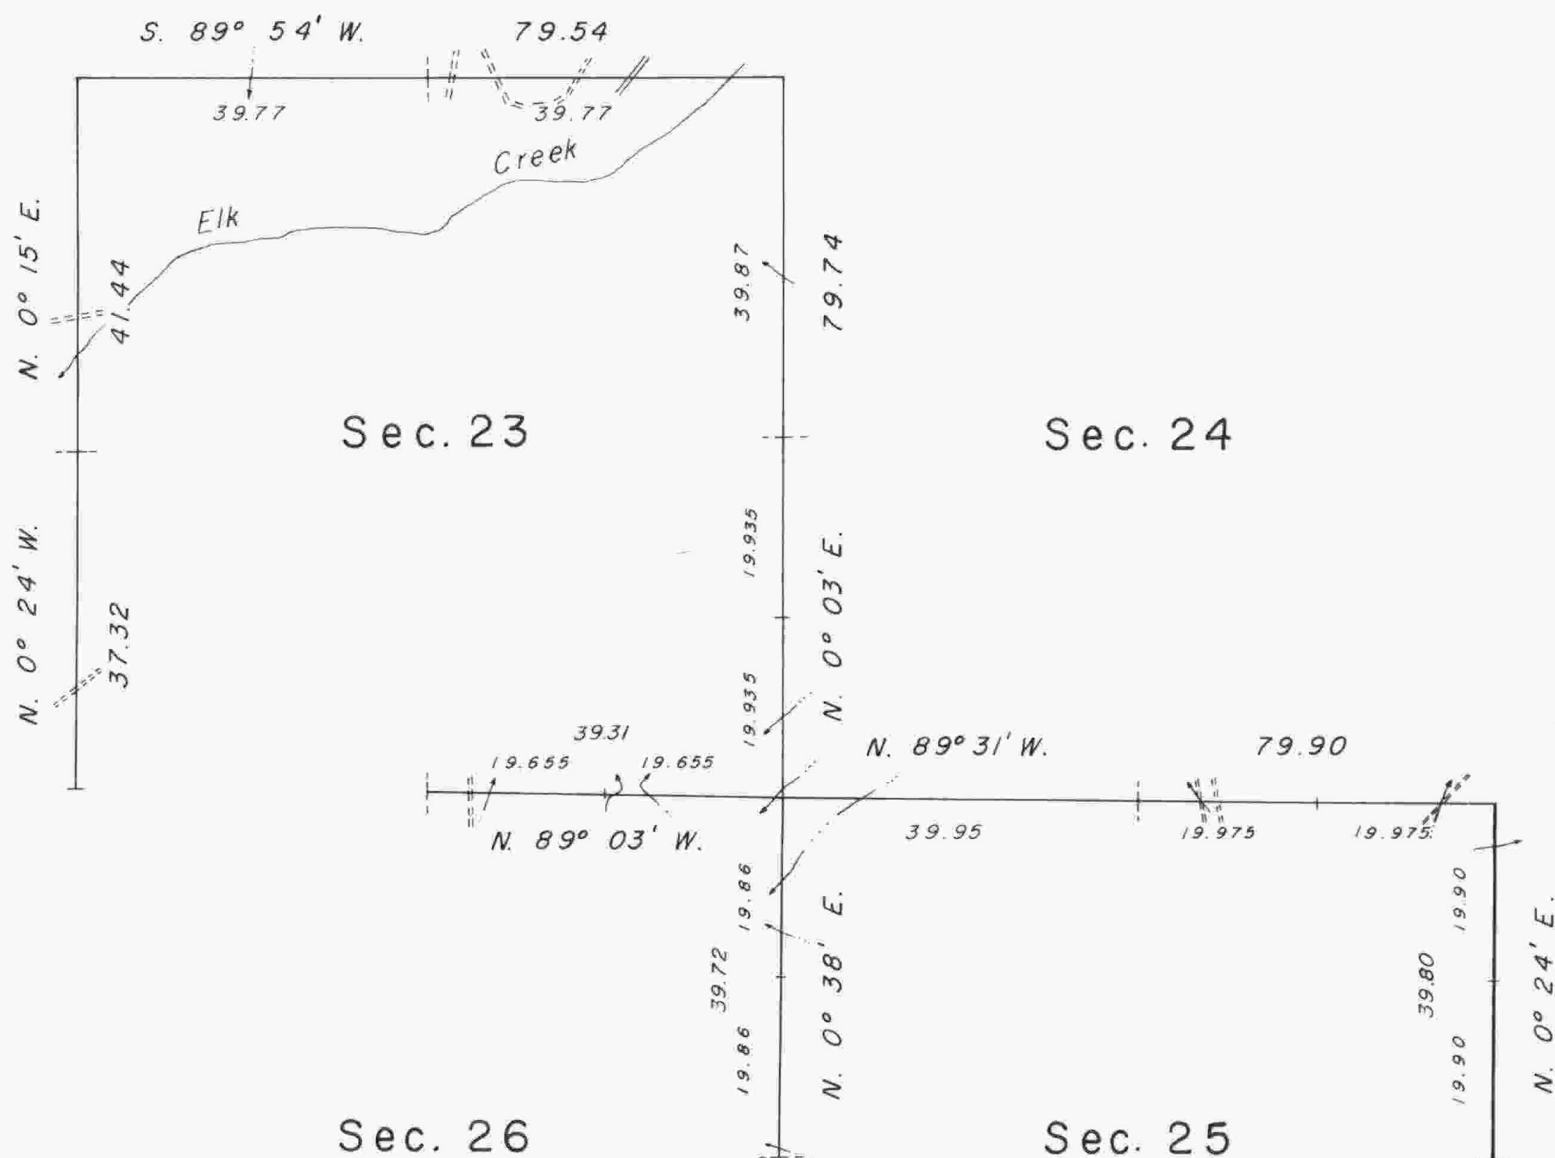 S. 89° 54' W.
79.54
39.77
39.77
Creek
Elk
N. 0° 15' E.
41.44
39.87
79.74
Sec. 23
Sec. 24
N. 0° 24' W.
37.32
19.935
N. 0° 03' E.
19.935
39.31
19.655
19.655
N. 89° 31' W.
79.90
N. 89° 03' W.
39.95
19.975
19.975
19.86
39.72
19.86
N. 0° 38' E.
19.90
39.80
19.90
N. 0° 24' E.
Sec. 26
Sec. 25